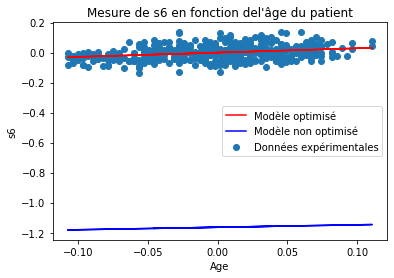 Mesure de s6 en fonction del'âge du patient
0.2
0.0
−0.2
−0.4
−0.6
−0.8
−1.0
−1.2
s6
Modèle optimisé
Modèle non optimisé
Données expérimentales
−0.10
−0.05
0.00
0.05
0.10
Age